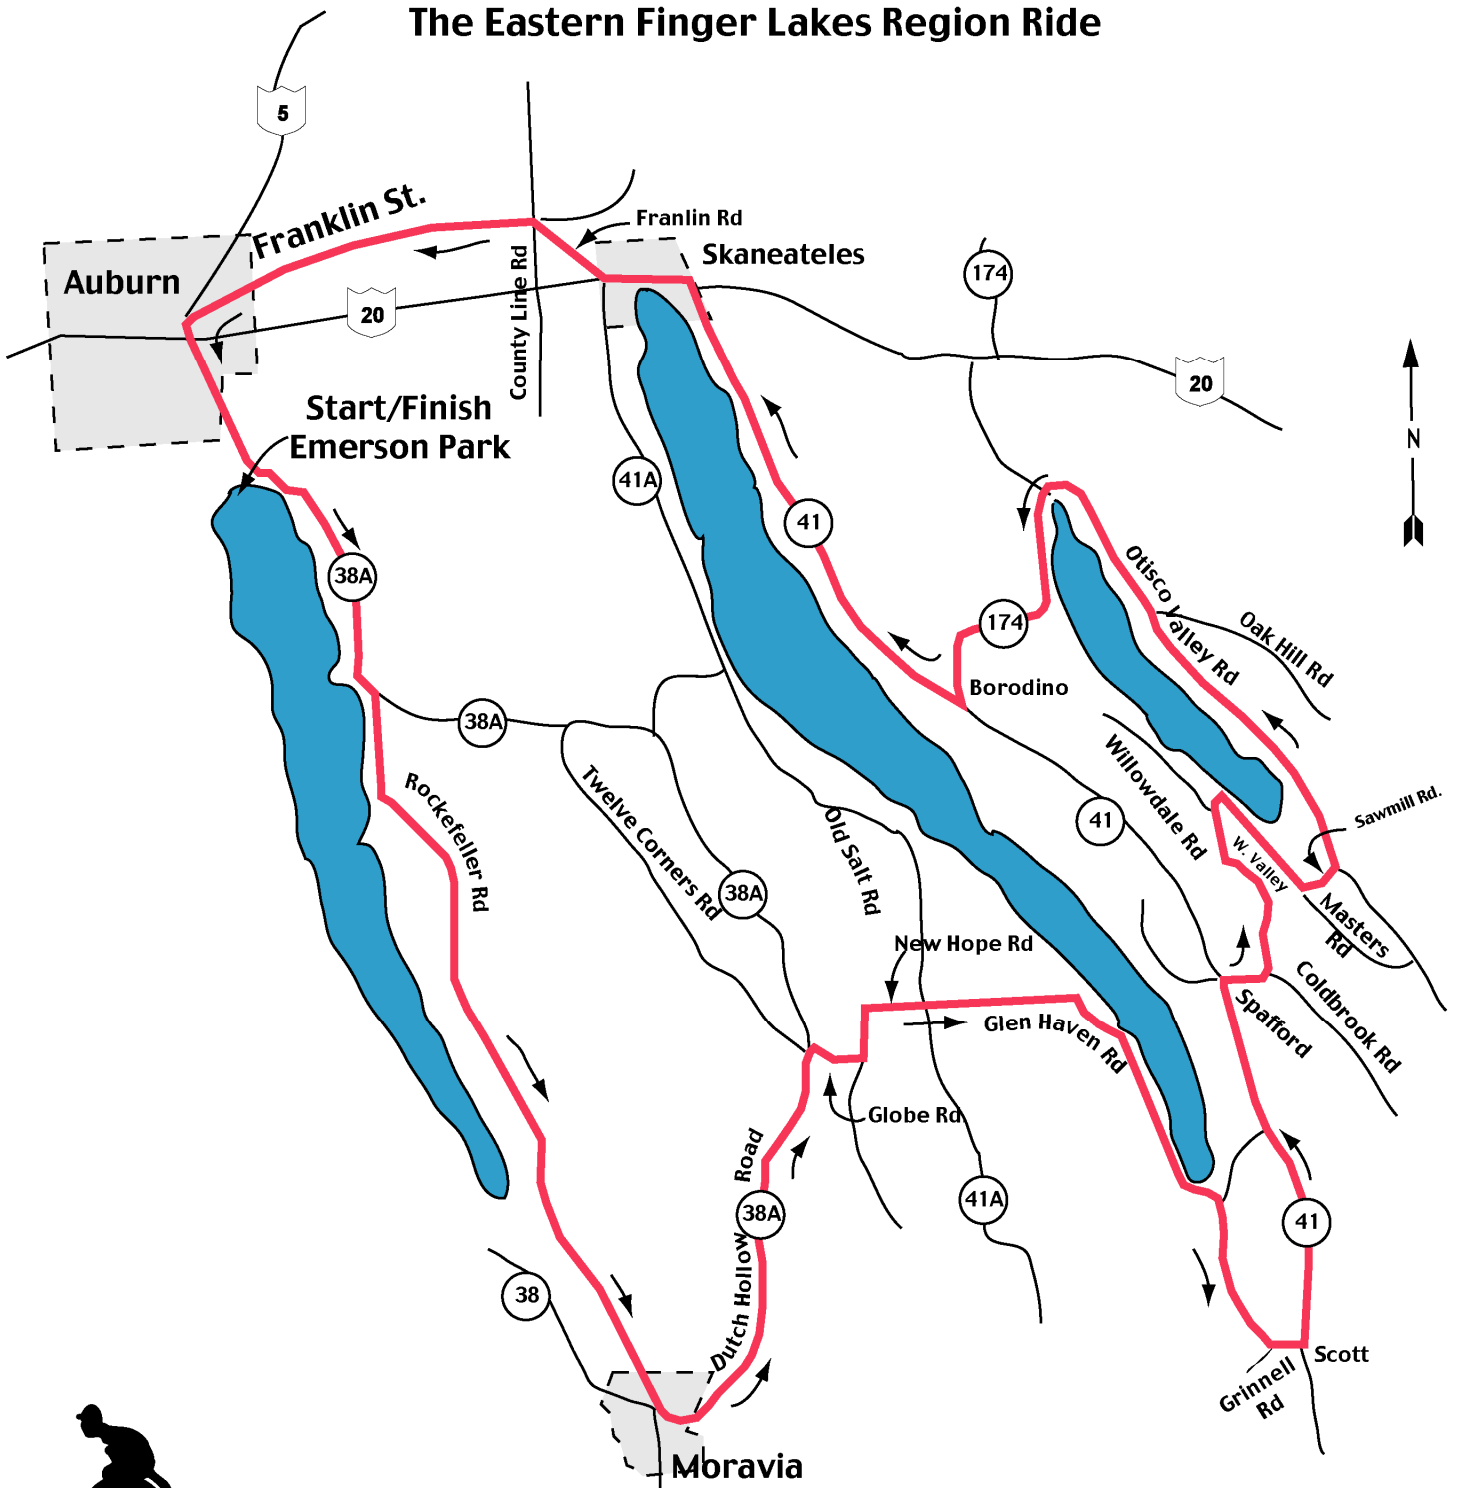 The Eastern Finger Lakes Region Ride
5
Franklin St.
Franlin Rd
Skaneateles
Auburn
174
20
County Line Rd
20
Start/Finish
Emerson Park
N
41A
41
38A
Otisco Valley Rd
Oak Hill Rd
174
Borodino
38A
Rockefeller Rd
Twelve Corners Rd
Old Salt Rd
Willowdale Rd
41
Sawmill Rd.
W. Valley
38A
Masters
Rd
New Hope Rd
Glen Haven Rd
Spafford
Coldbrook Rd
Globe Rd
41A
38A
Dutch Hollow Road
41
38
Scott
Grinnell
Rd
Moravia